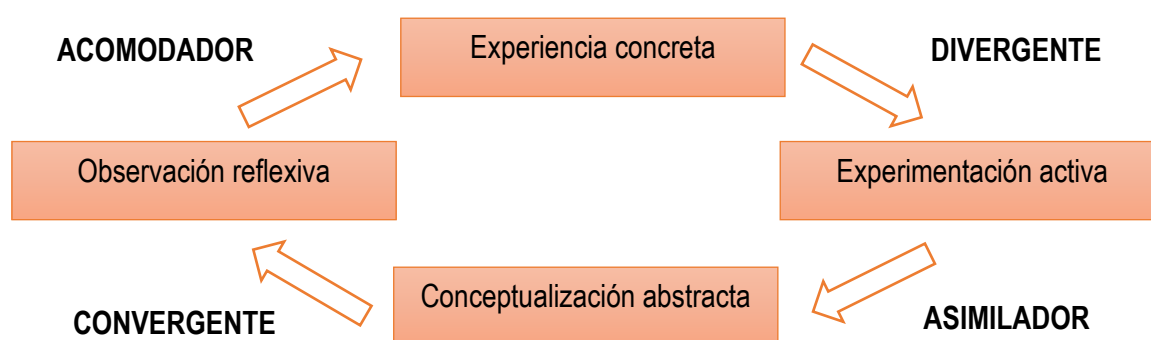 ACOMODADOR
Experiencia concreta
DIVERGENTE
Observación reflexiva
Experimentación activa
Conceptualización abstracta
CONVERGENTE
ASIMILADOR